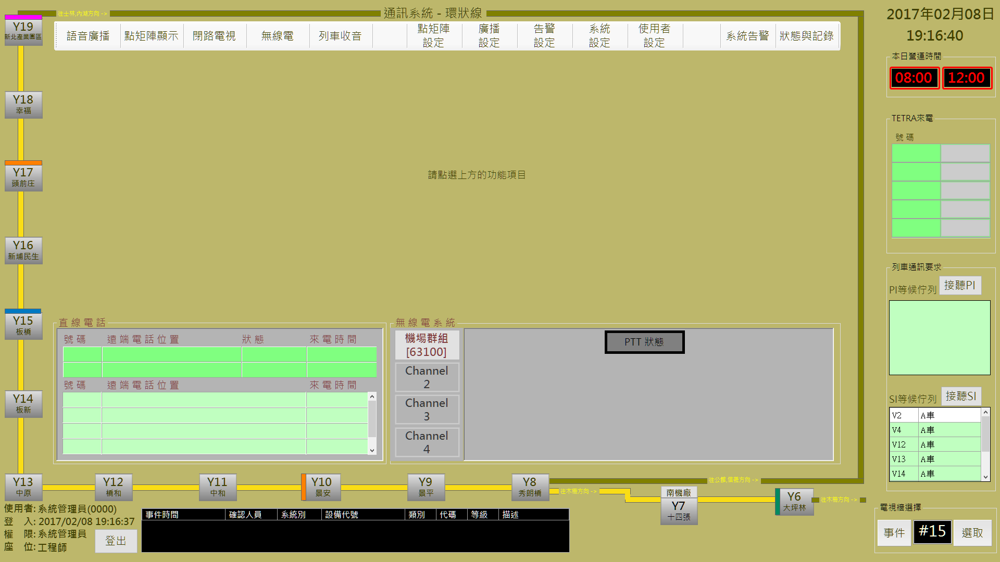 往士林,內湖方向->
通訊系統 - 環狀線
2017年02月08日
19:16:40
語音廣播 點矩陣顯示 閉路電視 無線電 列車收音 點矩陣設定 廣播設定 告警設定 系統設定 使用者設定 系統告警 狀態與記錄
本日營運時間
08:00 12:00
TETRA來電
號 碼
請點選上方的功能項目
列車通訊要求
PI等候佇列 接聽PI
SI等候佇列 接聽SI
V2 A車
V4 A車
V12 A車
V13 A車
V14 A車
電視牆選擇
事件 #15 選取
Y19
新北產業園區
Y18
幸福
Y17
頭前庄
Y16
新埔民生
Y15
板橋
Y14
板新
Y13
中原
Y12
橋和
Y11
中和
Y10
景安
Y9
景平
Y8
秀朗橋
往木柵方向->
往公館,信義方向->
南機廠
Y7
十四張
Y6
大坪林
往木柵方向->
直 線 電 話
號 碼 遠 端 電 話 位 置 狀 態 來 電 時 間
號 碼 遠 端 電 話 位 置 來 電 時 間
無 線 電 系 統
機場群組
[63100]
Channel
2
Channel
3
Channel
4
PTT 狀態
使用者: 系統管理員(0000)
登 入: 2017/02/08 19:16:37
權 限: 系統管理員
座 位: 工程師
登出
事件時間 確認人員 系統別 設備代號 類別 代碼 等級 描述